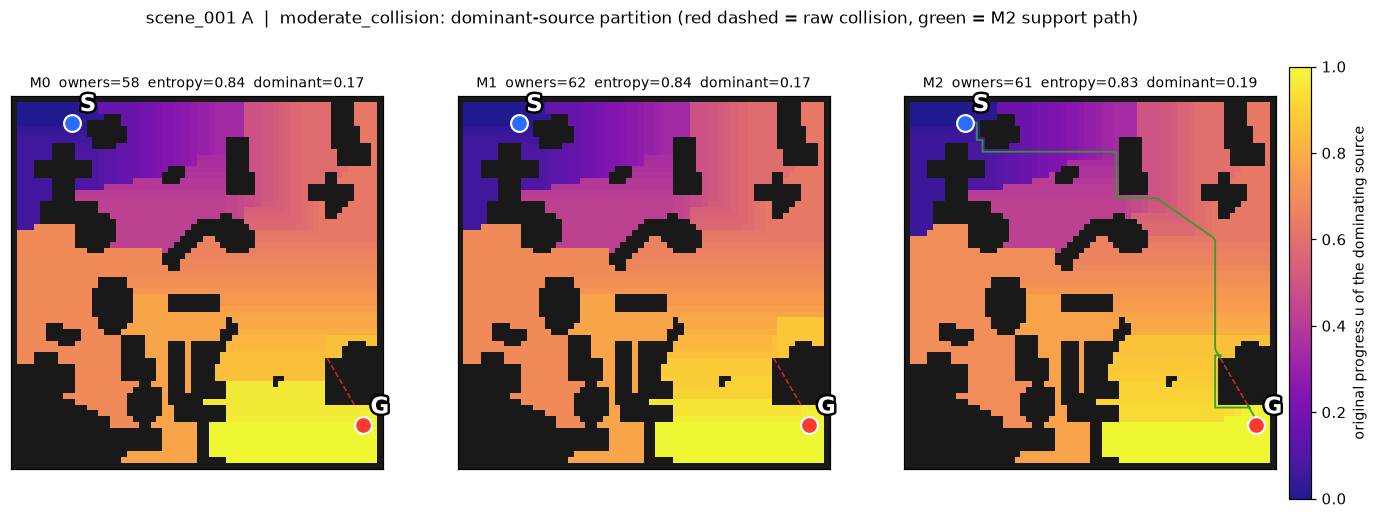 scene_001 A | moderate_collision: dominant-source partition (red dashed = raw collision, green = M2 support path)
M0 owners=58 entropy=0.84 dominant=0.17
M1 owners=62 entropy=0.84 dominant=0.17
M2 owners=61 entropy=0.83 dominant=0.19
S
G
S
G
S
G
1.0
0.8
0.6
0.4
0.2
0.0
original progress u of the dominating source